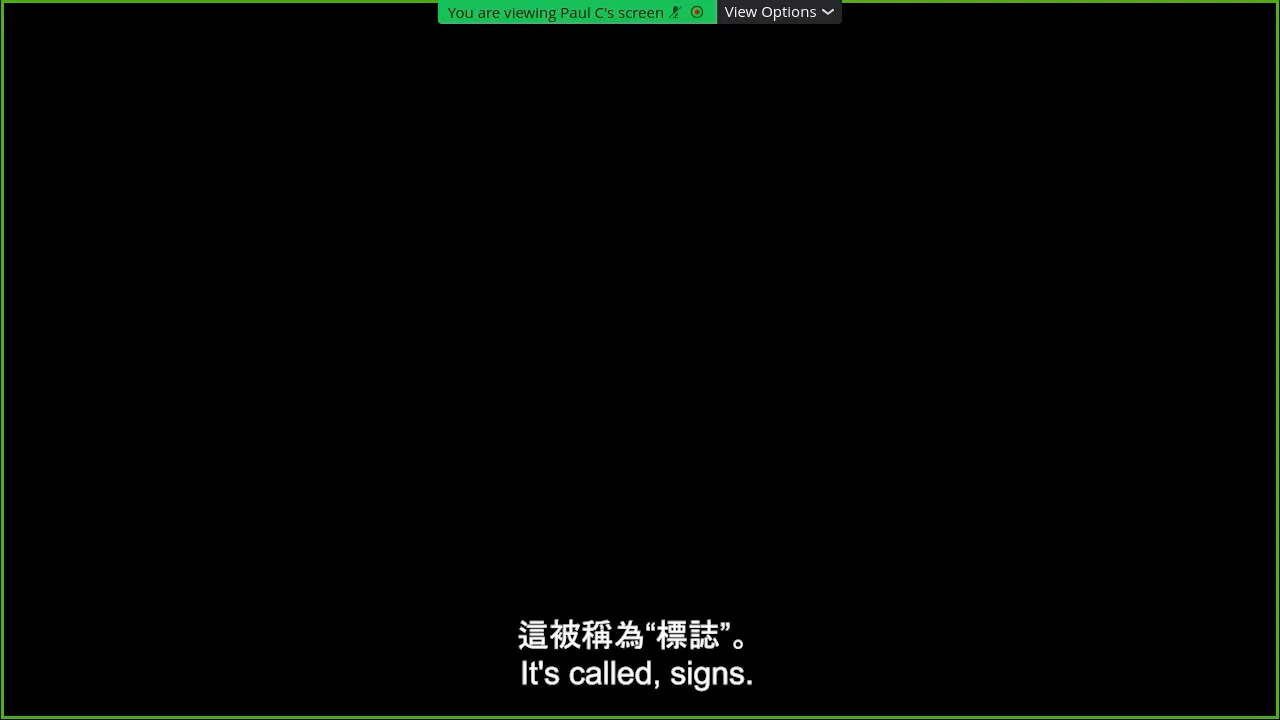 You are viewing Paul C's screen View Options
這被稱為“標誌”。
It's called, signs.